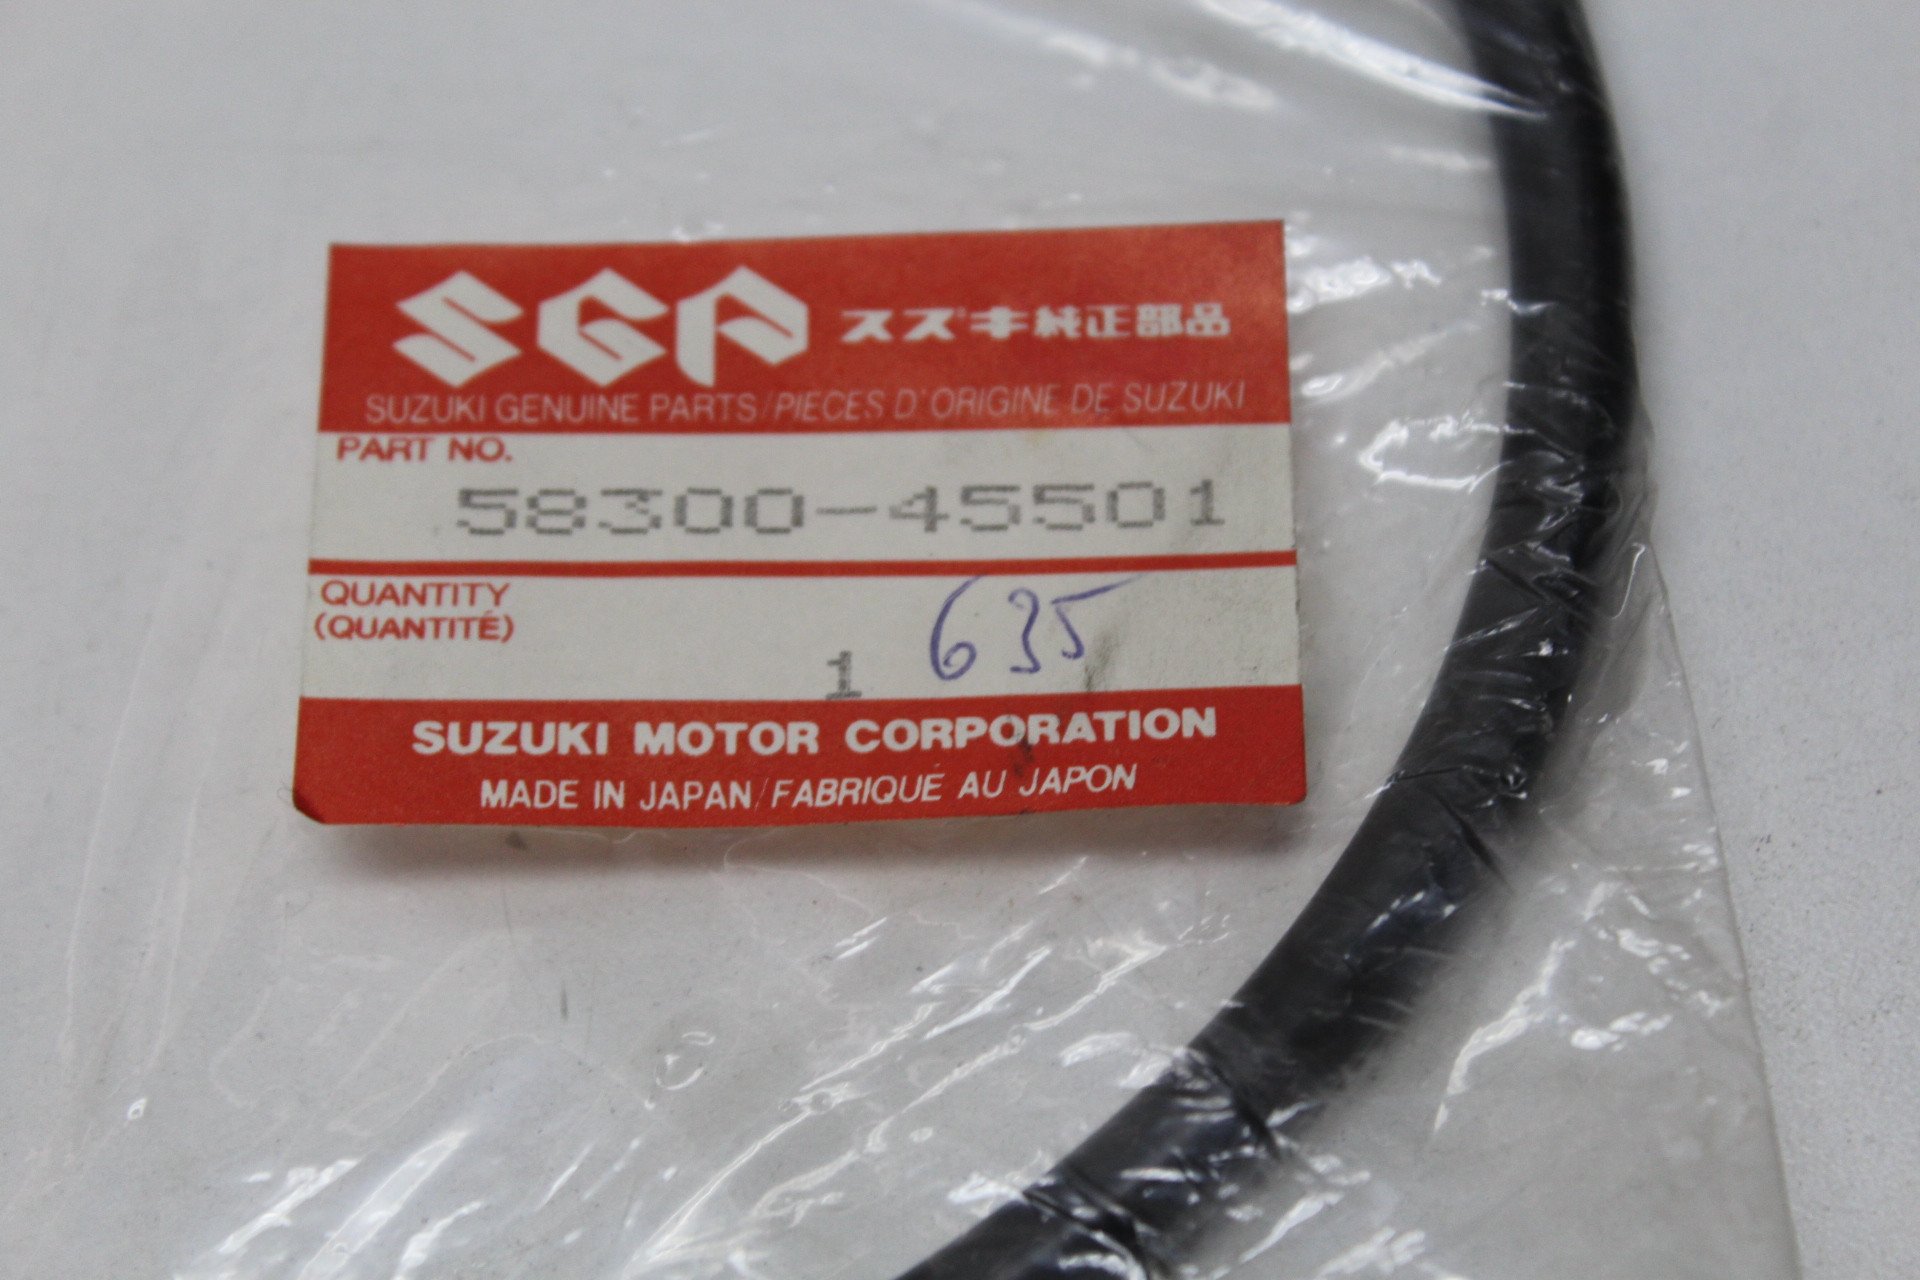 SGP スズキ純正部品
SUZUKI GENUINE PARTS/PIECES D'ORIGINE DE SUZUKI
PART NO.
58300-45501
QUANTITY
(QUANTITÉ)
1 635
SUZUKI MOTOR CORPORATION
MADE IN JAPAN/FABRIQUÉ AU JAPON